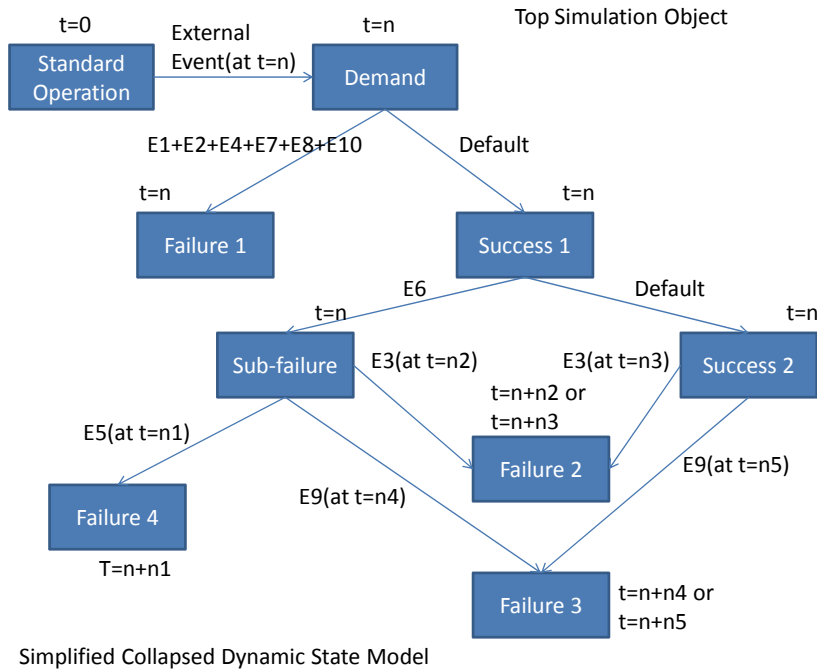 Top Simulation Object
t=0
External
Event(at t=n)
t=n
Standard
Operation
Demand
E1+E2+E4+E7+E8+E10
Default
t=n
t=n
Failure 1
Success 1
E6
Default
t=n
t=n
Sub-failure
E3(at t=n2)
E3(at t=n3)
Success 2
t=n+n2 or
t=n+n3
E5(at t=n1)
Failure 2
E9(at t=n5)
E9(at t=n4)
Failure 4
T=n+n1
Failure 3
t=n+n4 or
t=n+n5
Simplified Collapsed Dynamic State Model